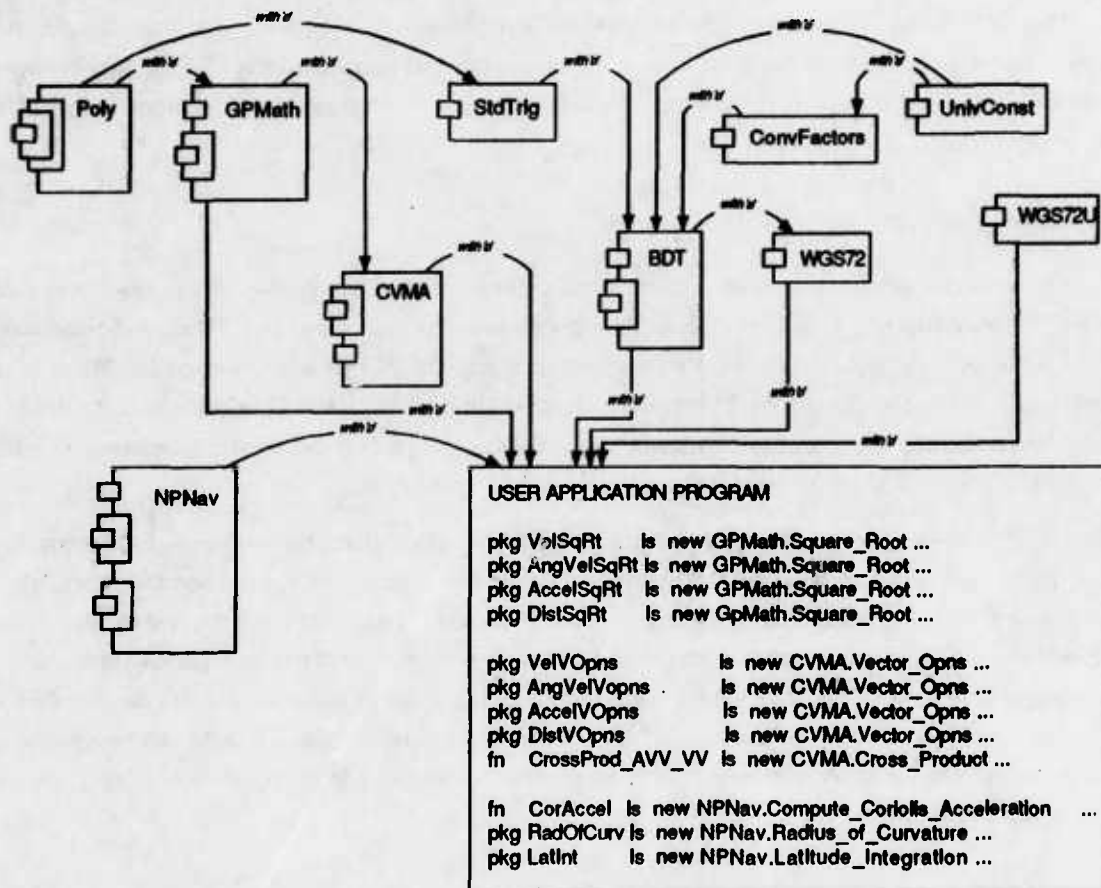 with'd
with'd
with'd
with'd
with'd
with'd
with'd
Poly
GPMath
StdTrig
ConvFactors
UnivConst
with'd
with'd
CVMA
BDT
WGS72
WGS72U
with'd
with'd
with'd
with'd
with'd
NPNav
USER APPLICATION PROGRAM
pkg VelSqRt Is new GPMath.Square_Root ...
pkg AngVelSqRt Is new GPMath.Square_Root ...
pkg AccelSqRt Is new GPMath.Square_Root ...
pkg DistSqRt Is new GpMath.Square_Root ...
pkg VelVOpns Is new CVMA.Vector_Opns ...
pkg AngVelVopns Is new CVMA.Vector_Opns ...
pkg AccelVOpns Is new CVMA.Vector_Opns ...
pkg DistVOpns Is new CVMA.Vector_Opns ...
fn CrossProd_AVV_VV Is new CVMA.Cross_Product ...
fn CorAccel Is new NPNav.Compute_Coriolis_Acceleration ...
pkg RadOfCurv Is new NPNav.Radius_of_Curvature ...
pkg LatInt Is new NPNav.Latitude_Integration ...